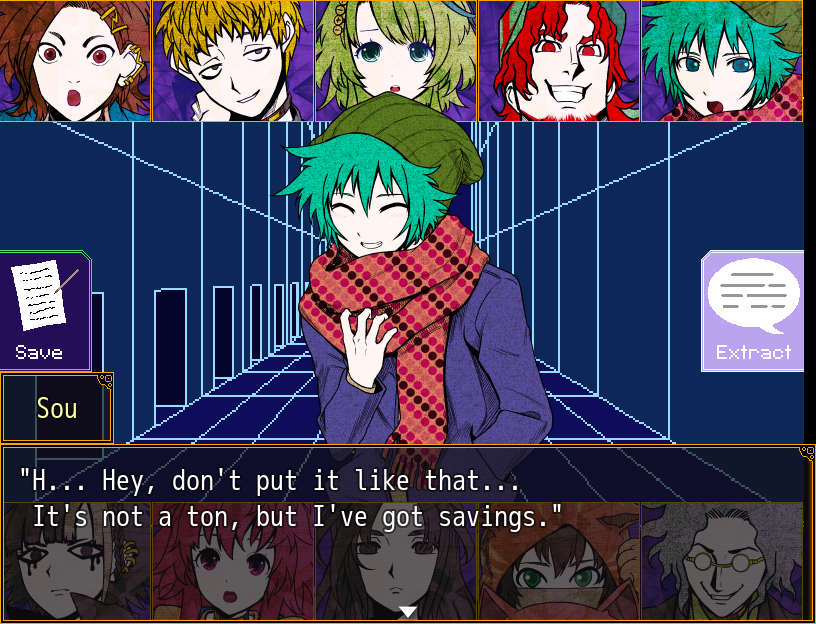 Save
Extract
Sou
"H... Hey, don't put it like that...
It's not a ton, but I've got savings."